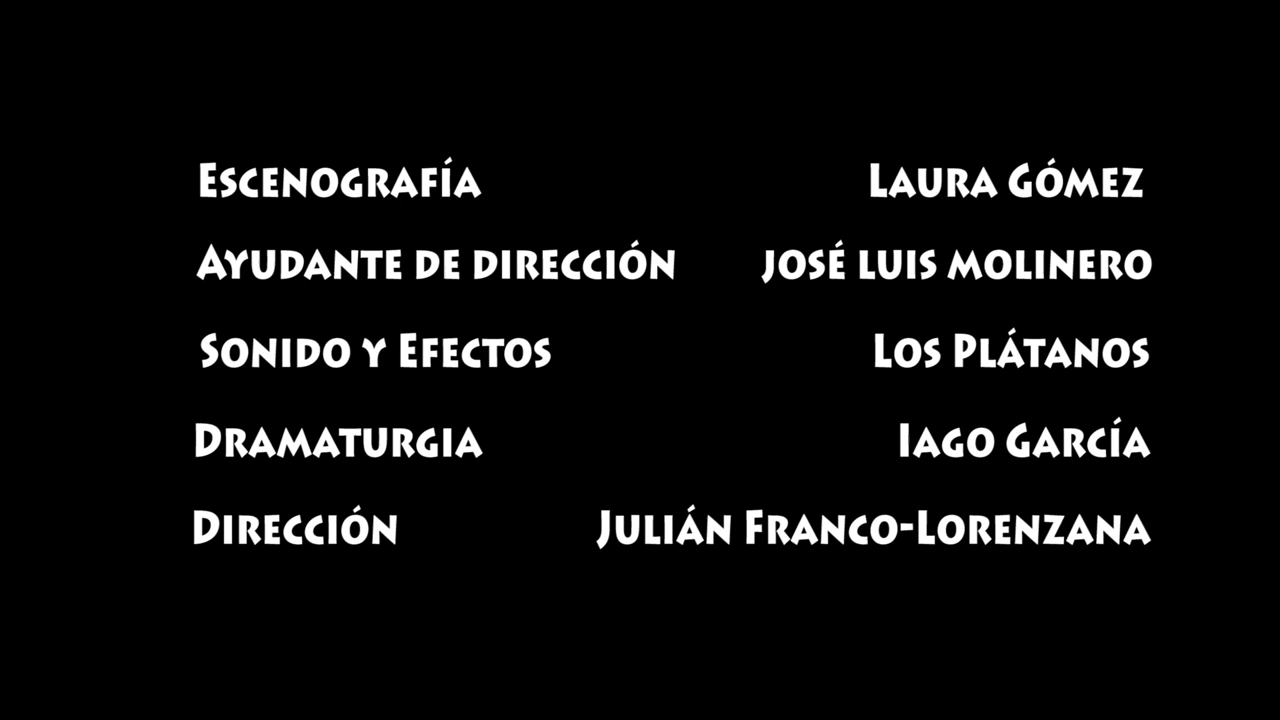 Escenografía Laura Gómez
Ayudante de dirección José Luis Molinero
Sonido y Efectos Los Plátanos
Dramaturgia Iago García
Dirección Julián Franco-Lorenzana